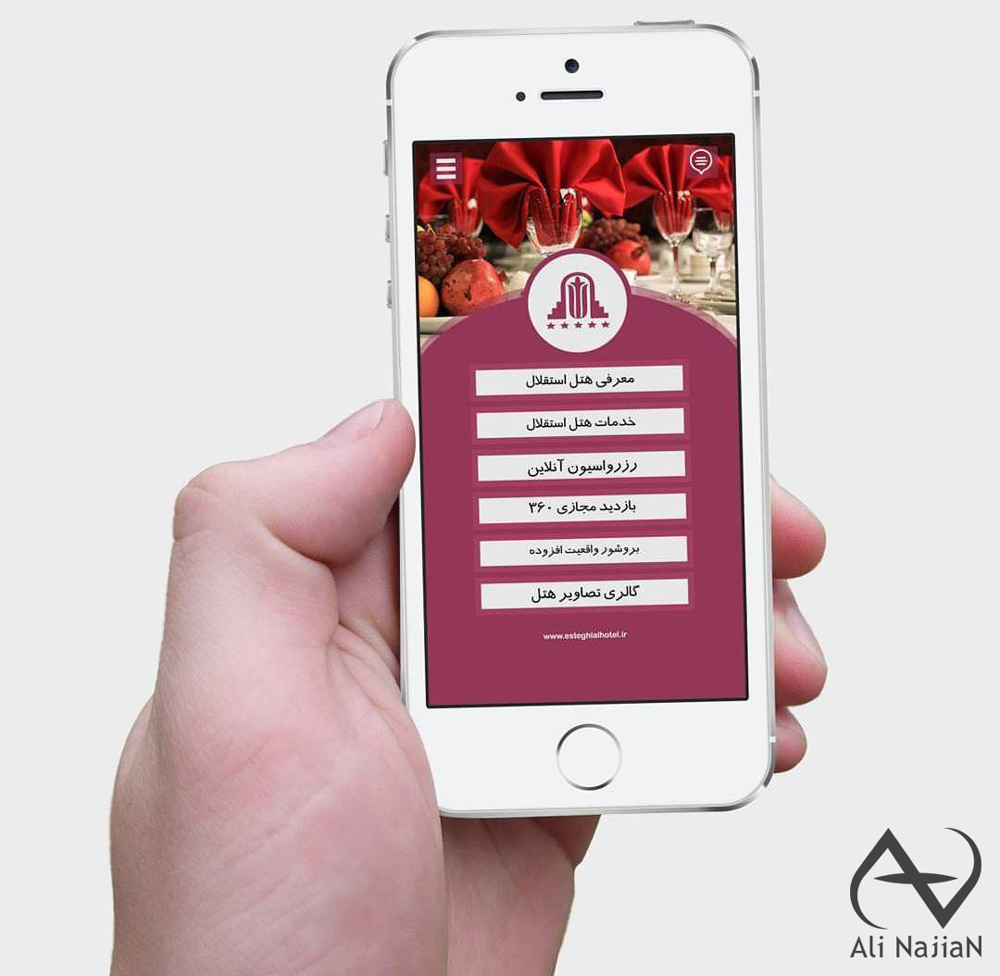 معرفی هتل استقلال
خدمات هتل استقلال
رزرواسیون آنلاین
بازدید مجازی ۳۶۰
بروشور واقعیت افزوده
گالری تصاویر هتل
www.esteghlalhotel.ir
Ali NajiaN